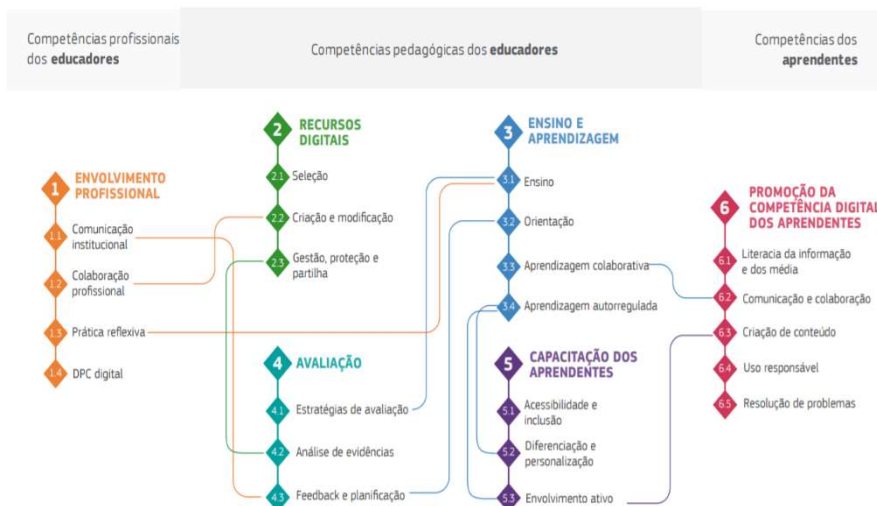 Competências profissionais
dos educadores
Competências pedagógicas dos educadores
Competências dos
aprendentes
1
ENVOLVIMENTO
PROFISSIONAL
1.1
Comunicação
institucional
1.2
Colaboração
profissional
1.3
Prática reflexiva
1.4
DPC digital
2
RECURSOS
DIGITAIS
2.1
Seleção
2.2
Criação e modificação
2.3
Gestão, proteção e
partilha
4
AVALIAÇÃO
4.1
Estratégias de avaliação
4.2
Análise de evidências
4.3
Feedback e planificação
3
ENSINO E
APRENDIZAGEM
3.1
Ensino
3.2
Orientação
3.3
Aprendizagem colaborativa
3.4
Aprendizagem autorregulada
5
CAPACITAÇÃO DOS
APRENDENTES
5.1
Acessibilidade e
inclusão
5.2
Diferenciação e
personalização
5.3
Envolvimento ativo
6
PROMOÇÃO DA
COMPETÊNCIA DIGITAL
DOS APRENDENTES
6.1
Literacia da informação
e dos média
6.2
Comunicação e colaboração
6.3
Criação de conteúdo
6.4
Uso responsável
6.5
Resolução de problemas